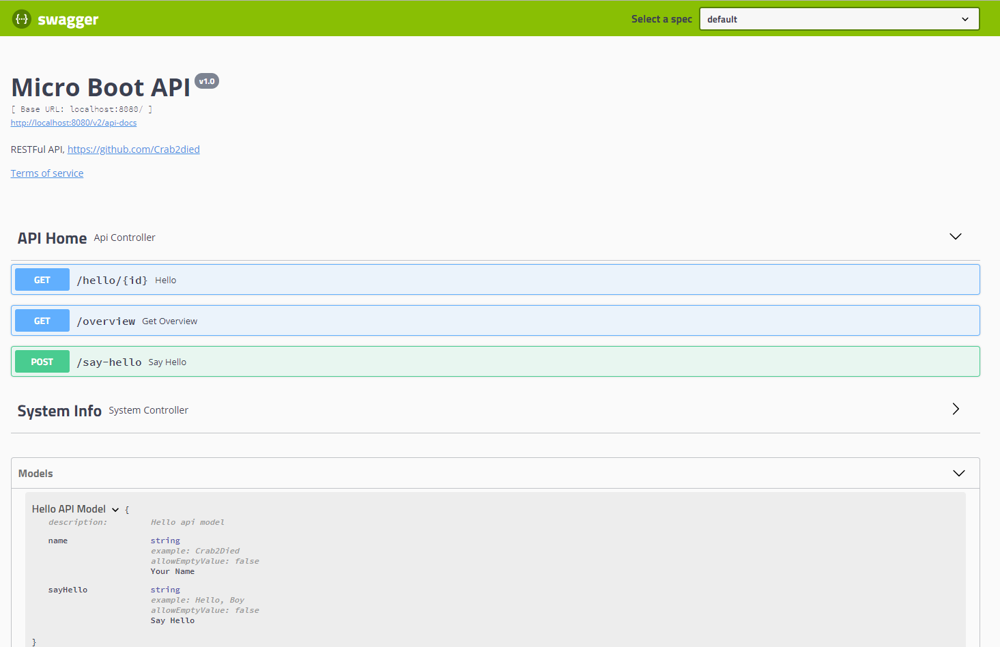 {···} swagger
Select a spec default
Micro Boot API v1.0
[ Base URL: localhost:8080/ ]
http://localhost:8080/v2/api-docs
RESTFul API, https://github.com/Crab2died
Terms of service
API Home Api Controller
GET /hello/{id} Hello
GET /overview Get Overview
POST /say-hello Say Hello
System Info System Controller
Models
Hello API Model {
description: Hello api model
name string
example: Crab2Died
allowEmptyValue: false
Your Name
sayHello string
example: Hello, Boy
allowEmptyValue: false
Say Hello
}